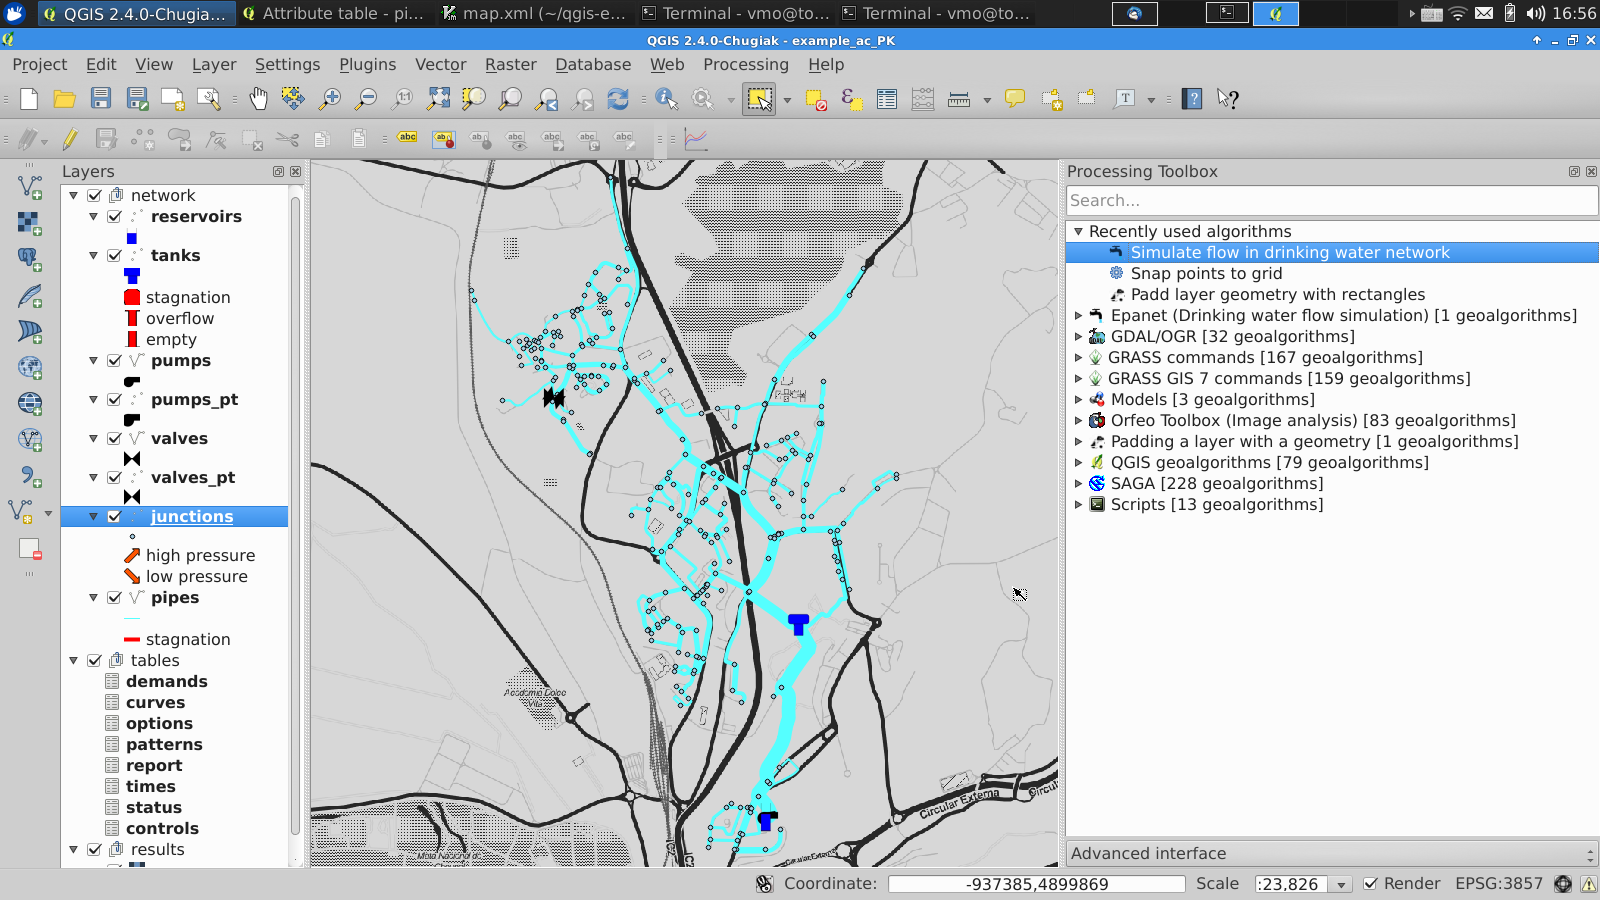 QGIS 2.4.0-Chugia...
Attribute table - pi...
map.xml (~/qgis-e...
Terminal - vmo@to...
Terminal - vmo@to...
16:56
QGIS 2.4.0-Chugiak - example_ac_PK
Project Edit View Layer Settings Plugins Vector Raster Database Web Processing Help
Layers
network
reservoirs
tanks
stagnation
overflow
empty
pumps
pumps_pt
valves
valves_pt
junctions
high pressure
low pressure
pipes
stagnation
tables
demands
curves
options
patterns
report
times
status
controls
results
Academia Dolce
Vita
Circular Externa
Circular Externa
IC2
IC2
Processing Toolbox
Search...
Recently used algorithms
Simulate flow in drinking water network
Snap points to grid
Padd layer geometry with rectangles
Epanet (Drinking water flow simulation) [1 geoalgorithms]
GDAL/OGR [32 geoalgorithms]
GRASS commands [167 geoalgorithms]
GRASS GIS 7 commands [159 geoalgorithms]
Models [3 geoalgorithms]
Orfeo Toolbox (Image analysis) [83 geoalgorithms]
Padding a layer with a geometry [1 geoalgorithms]
QGIS geoalgorithms [79 geoalgorithms]
SAGA [228 geoalgorithms]
Scripts [13 geoalgorithms]
Advanced interface
Coordinate: -937385,4899869 Scale :23,826 Render EPSG:3857